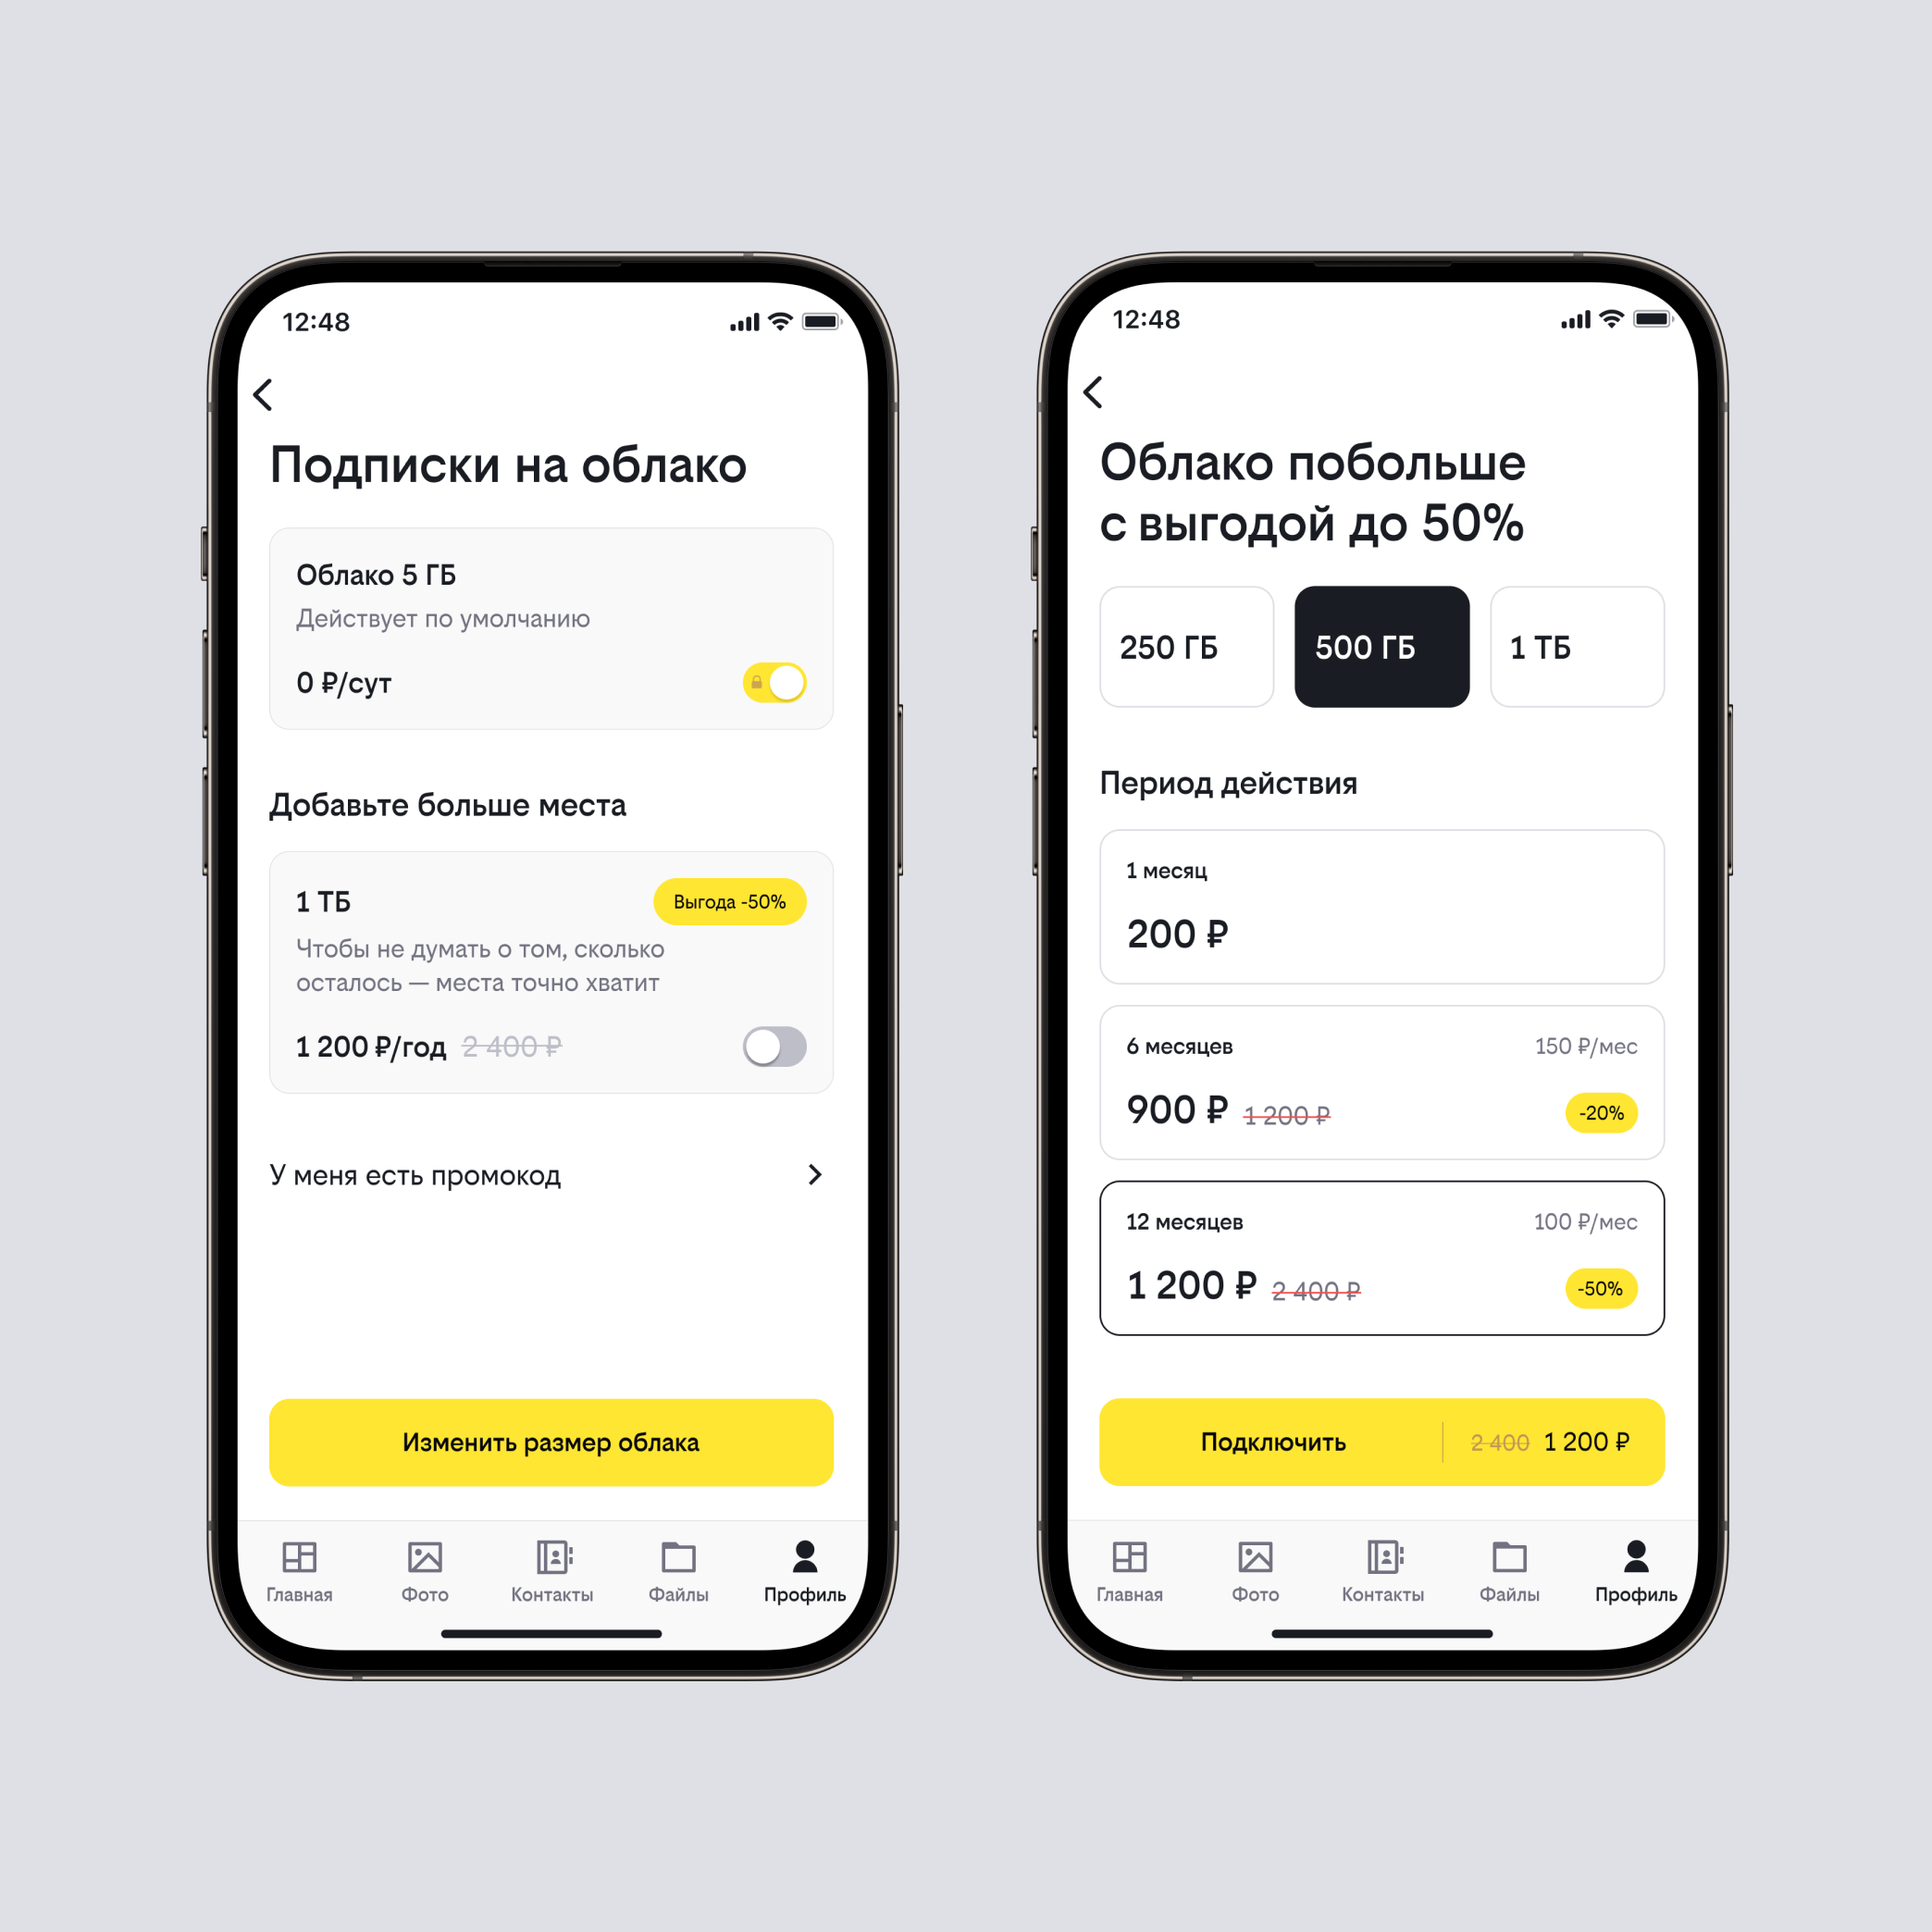 12:48
Подписки на облако
Облако 5 ГБ
Действует по умолчанию
0 ₽/сут
Добавьте больше места
1 ТБ
Выгода -50%
Чтобы не думать о том, сколько
осталось — места точно хватит
1 200 ₽/год 2 400 ₽
У меня есть промокод
Изменить размер облака
Главная Фото Контакты Файлы Профиль
12:48
Облако побольше
с выгодой до 50%
250 ГБ 500 ГБ 1 ТБ
Период действия
1 месяц
200 ₽
6 месяцев 150 ₽/мес
900 ₽ 1 200 ₽ -20%
12 месяцев 100 ₽/мес
1 200 ₽ 2 400 ₽ -50%
Подключить 2 400 1 200 ₽
Главная Фото Контакты Файлы Профиль